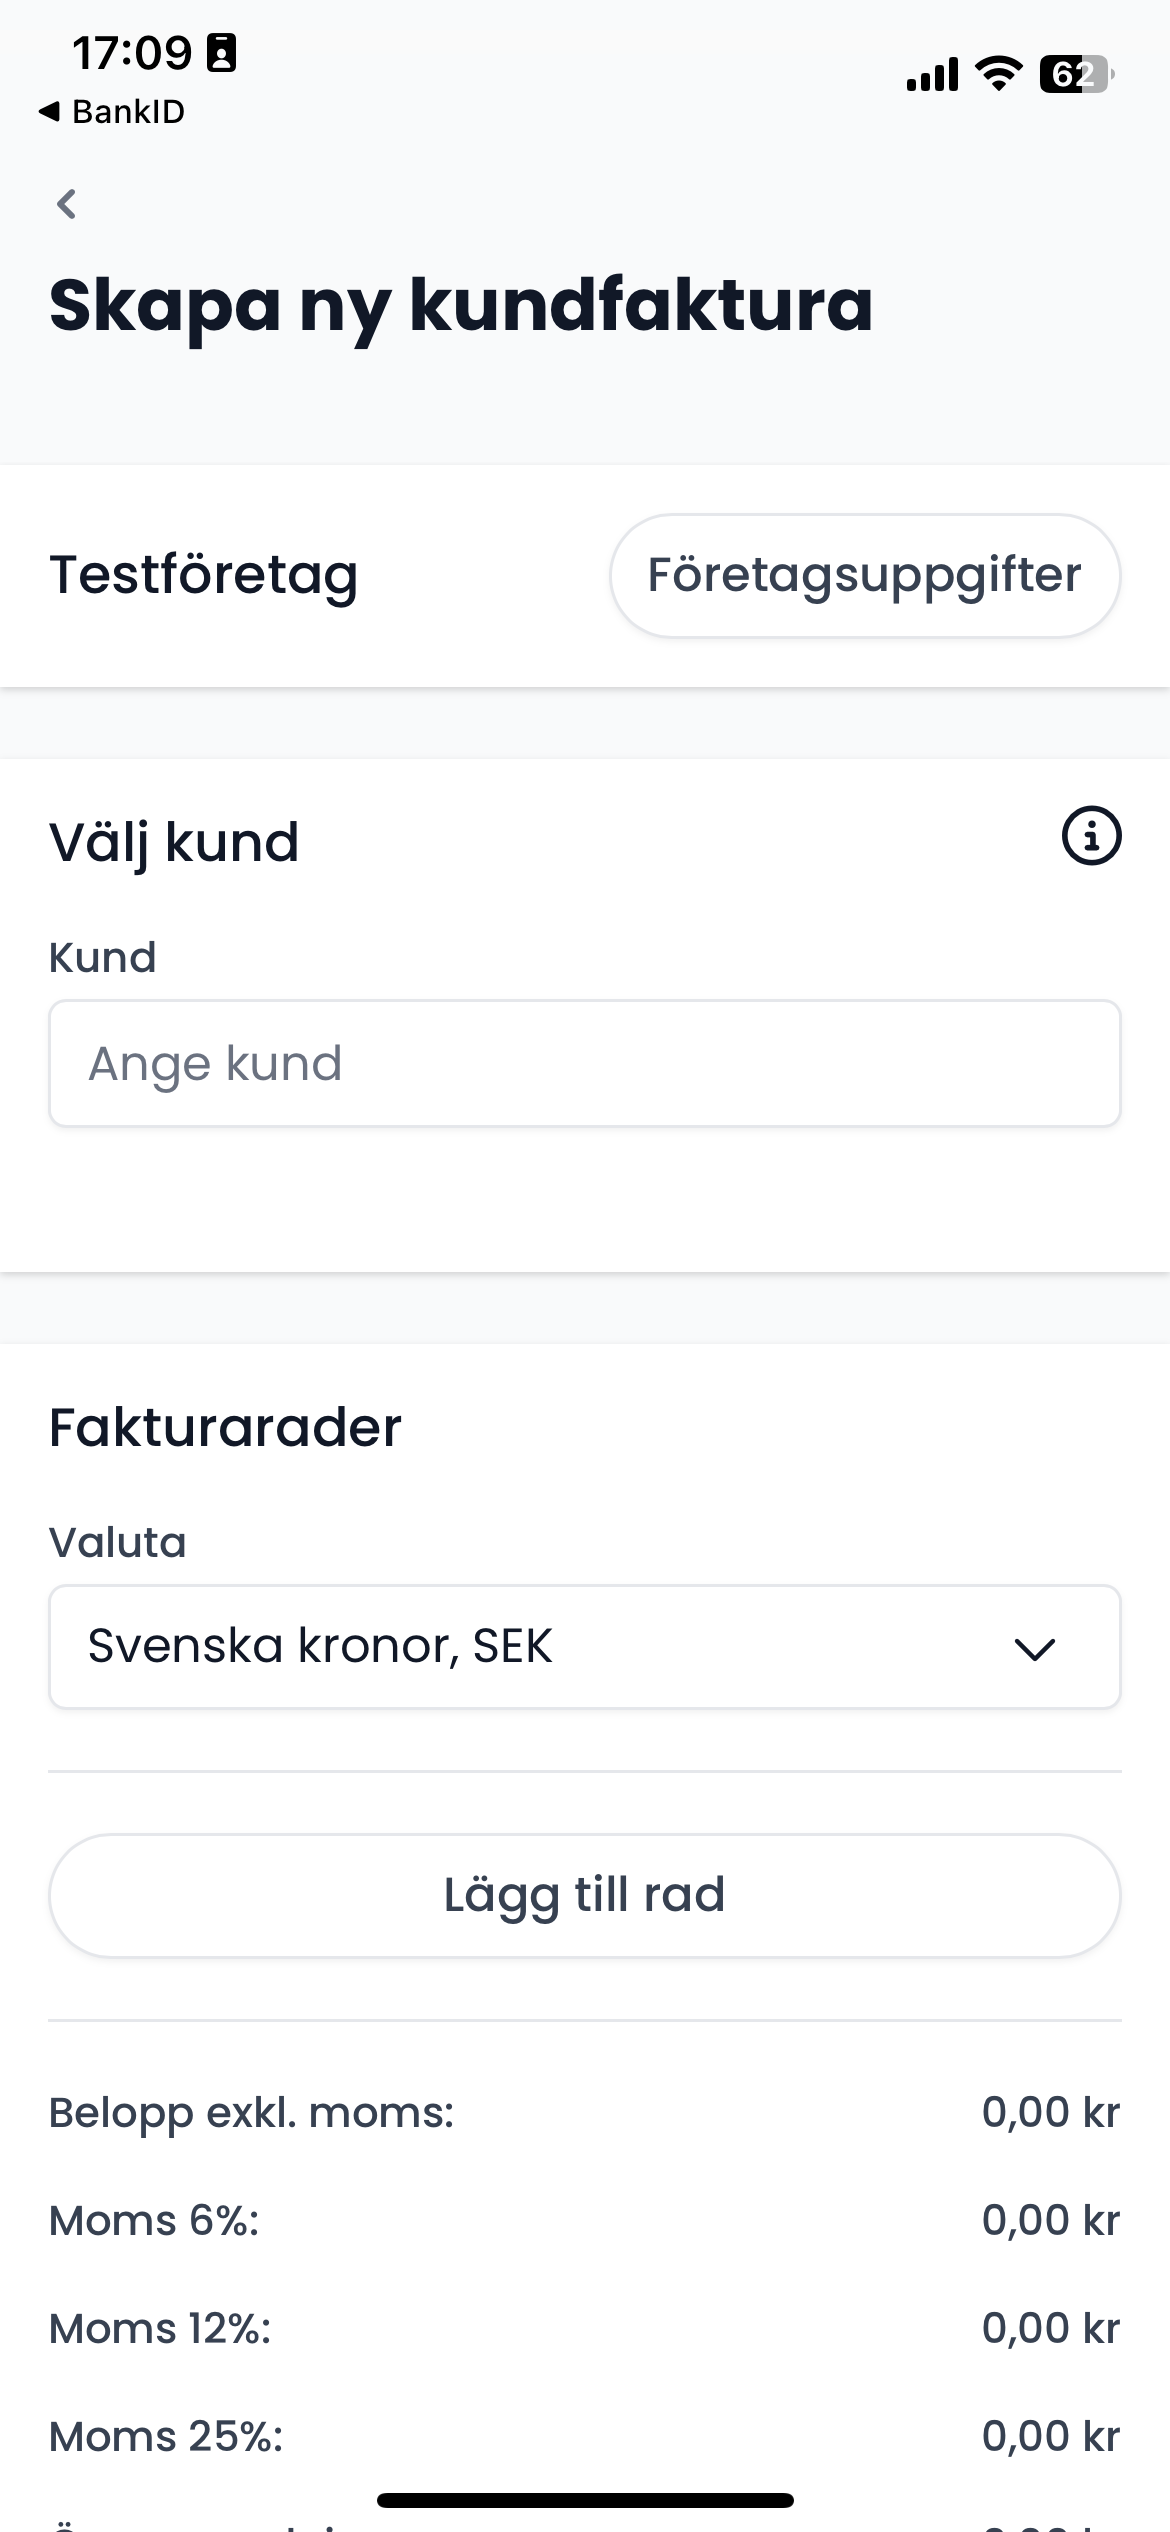 17:09
62
BankID
Skapa ny kundfaktura
Testföretag
Företagsuppgifter
Välj kund
Kund
Ange kund
Fakturarader
Valuta
Svenska kronor, SEK
Lägg till rad
Belopp exkl. moms: 0,00 kr
Moms 6%: 0,00 kr
Moms 12%: 0,00 kr
Moms 25%: 0,00 kr